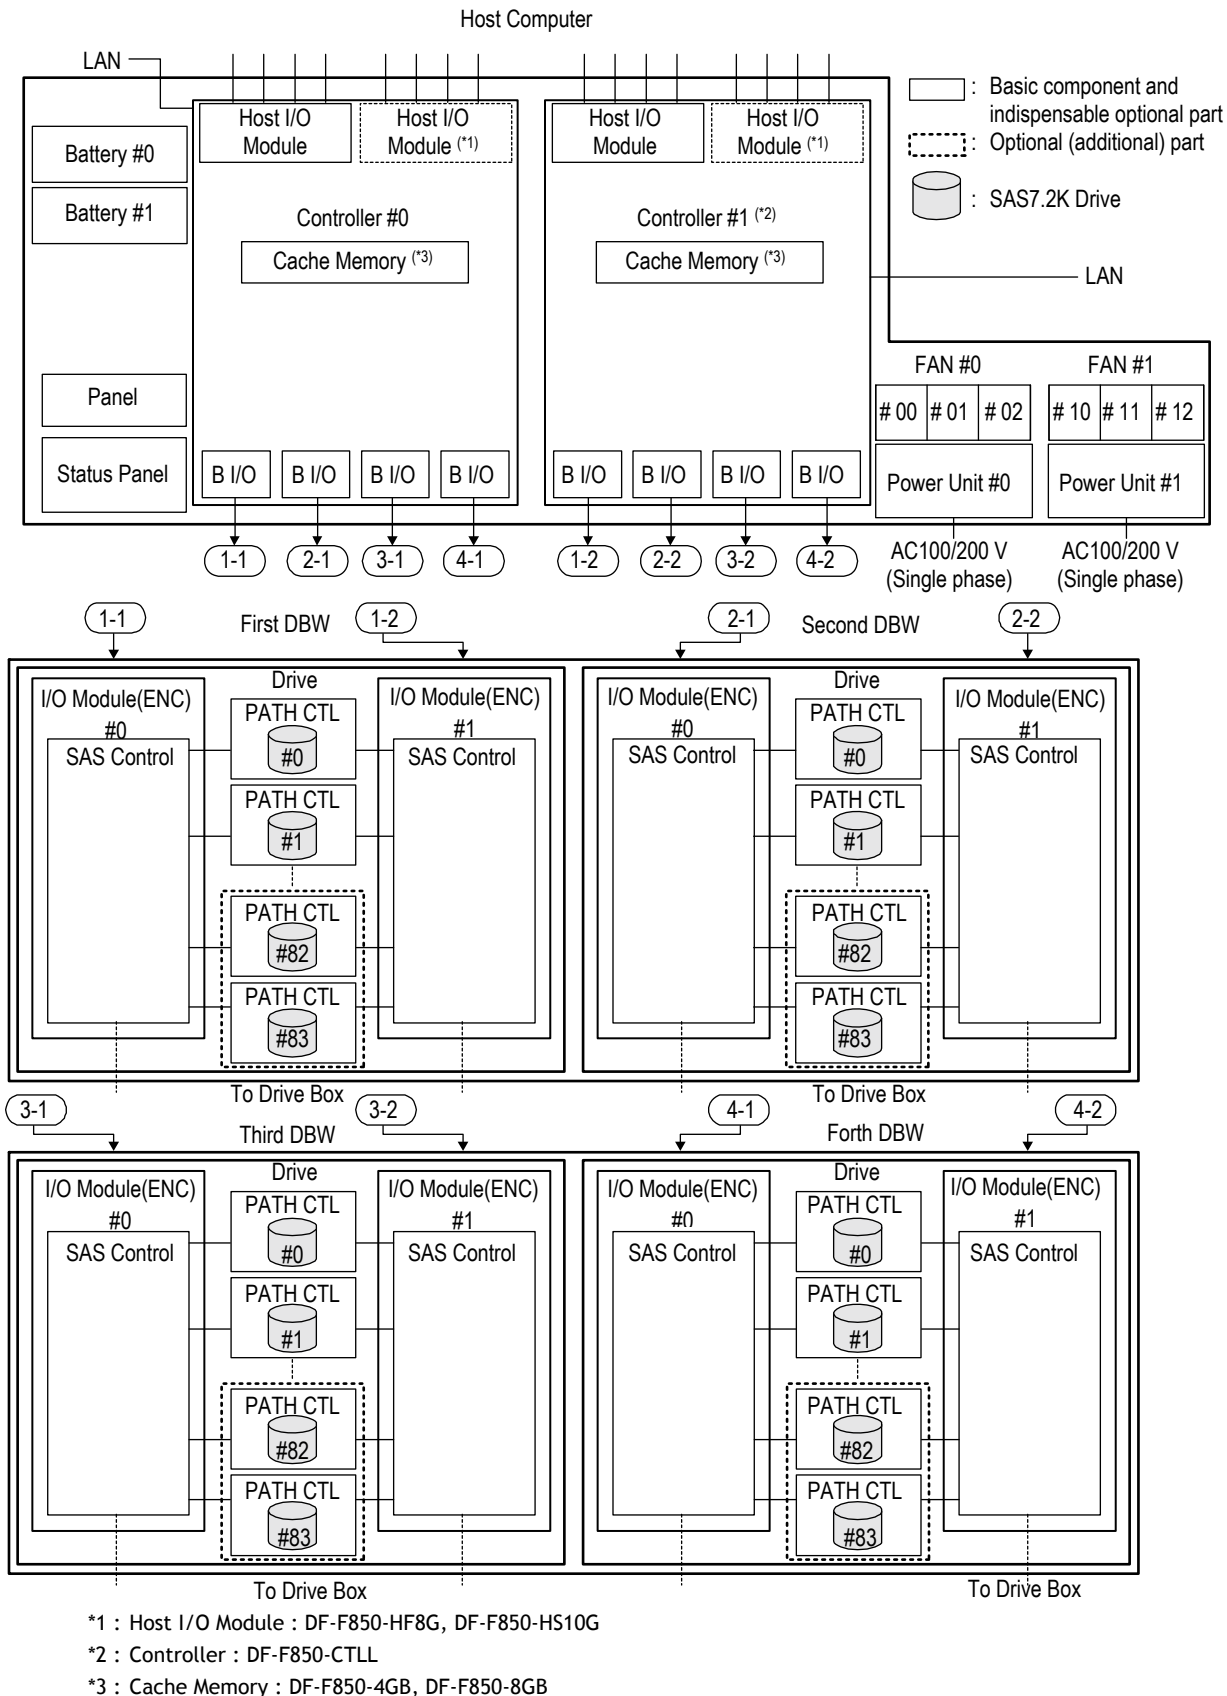 Host Computer
LAN
Host I/O
Module
Host I/O
Module (*1)
Host I/O
Module
Host I/O
Module (*1)
: Basic component and
indispensable optional part
: Optional (additional) part
: SAS7.2K Drive
Battery #0
Battery #1
Controller #0
Cache Memory (*3)
Controller #1 (*2)
Cache Memory (*3)
LAN
Panel
Status Panel
FAN #0
FAN #1
# 00 # 01 # 02
# 10 # 11 # 12
B I/O B I/O B I/O B I/O
B I/O B I/O B I/O B I/O
Power Unit #0
Power Unit #1
1-1 2-1 3-1 4-1
1-2 2-2 3-2 4-2
AC100/200 V
(Single phase)
AC100/200 V
(Single phase)
1-1
First DBW
1-2
I/O Module(ENC)
#0
SAS Control
Drive
PATH CTL
#0
PATH CTL
#1
PATH CTL
#82
PATH CTL
#83
I/O Module(ENC)
#1
SAS Control
To Drive Box
2-1
Second DBW
2-2
I/O Module(ENC)
#0
SAS Control
Drive
PATH CTL
#0
PATH CTL
#1
PATH CTL
#82
PATH CTL
#83
I/O Module(ENC)
#1
SAS Control
To Drive Box
3-1
Third DBW
3-2
I/O Module(ENC)
#0
SAS Control
Drive
PATH CTL
#0
PATH CTL
#1
PATH CTL
#82
PATH CTL
#83
I/O Module(ENC)
#1
SAS Control
To Drive Box
4-1
Forth DBW
4-2
I/O Module(ENC)
#0
SAS Control
Drive
PATH CTL
#0
PATH CTL
#1
PATH CTL
#82
PATH CTL
#83
I/O Module(ENC)
#1
SAS Control
To Drive Box
*1 : Host I/O Module : DF-F850-HF8G, DF-F850-HS10G
*2 : Controller : DF-F850-CTLL
*3 : Cache Memory : DF-F850-4GB, DF-F850-8GB